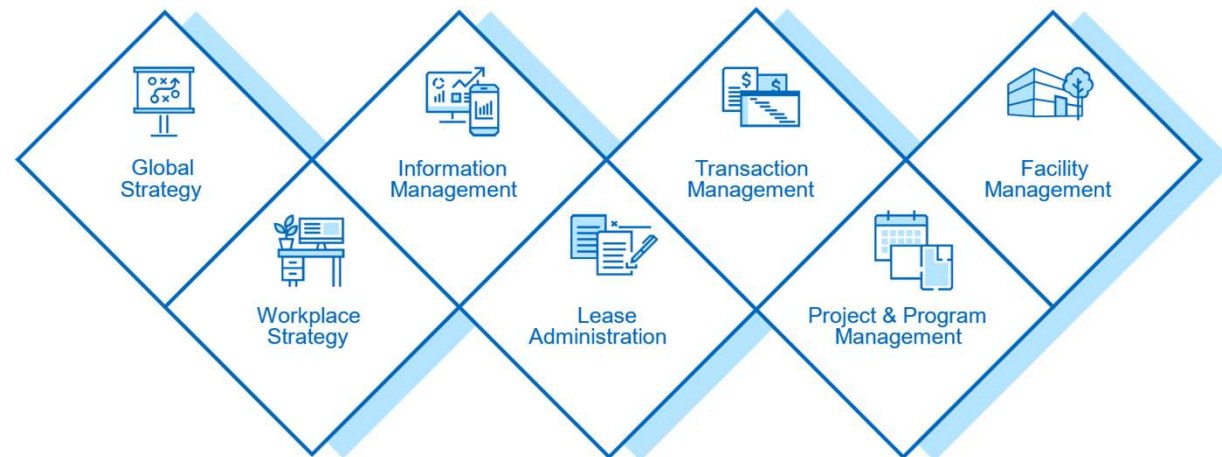 Global
Strategy
Information
Management
Transaction
Management
Facility
Management
Workplace
Strategy
Lease
Administration
Project & Program
Management